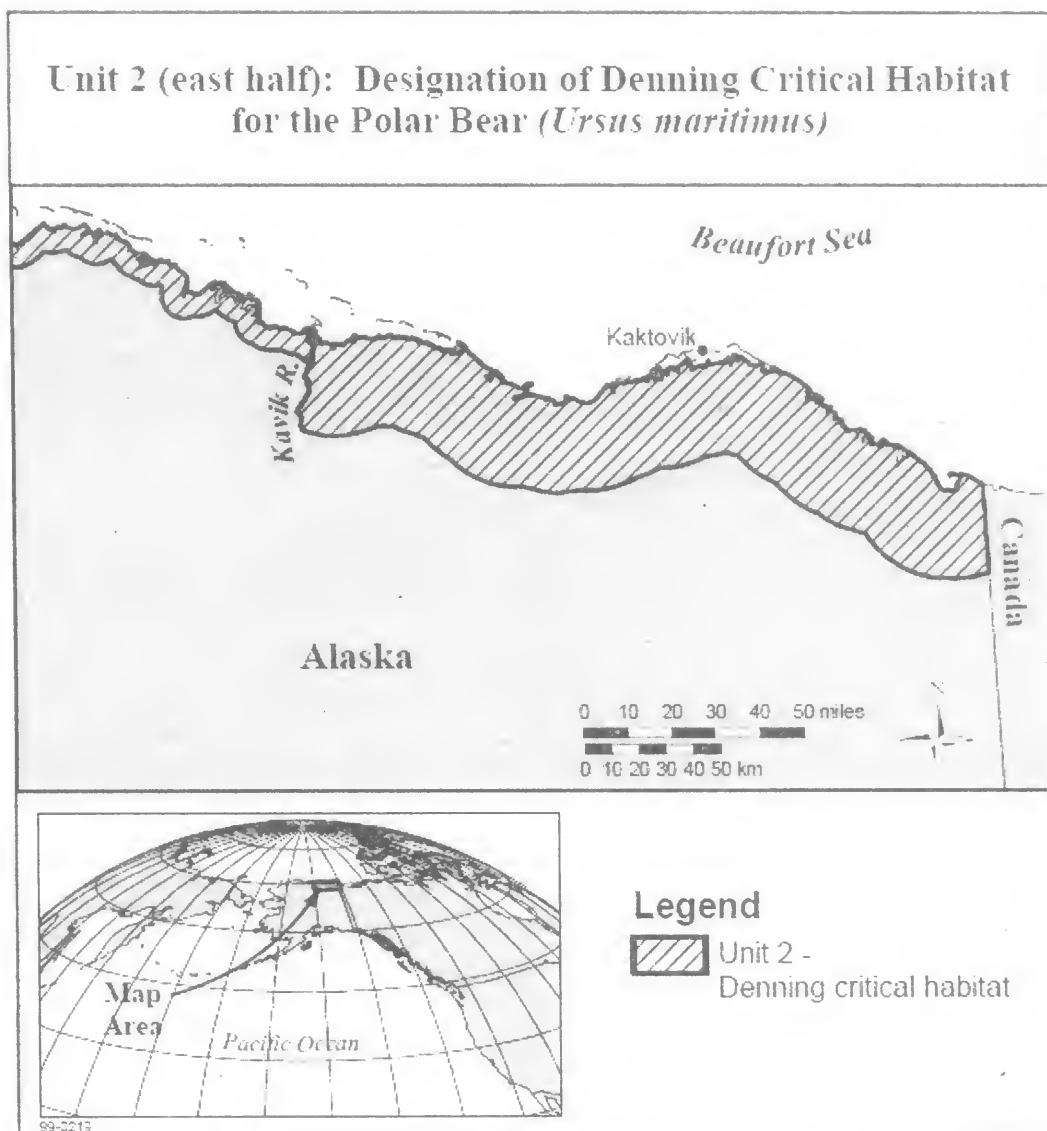 Unit 2 (east half): Designation of Denning Critical Habitat
for the Polar Bear (Ursus maritimus)
Beaufort Sea
Kaktovik
Kavik R.
Canada
Alaska
0 10 20 30 40 50 miles
0 10 20 30 40 50 km
Map
Area
Pacific Ocean
Legend
Unit 2 -
Denning critical habitat
99-0219